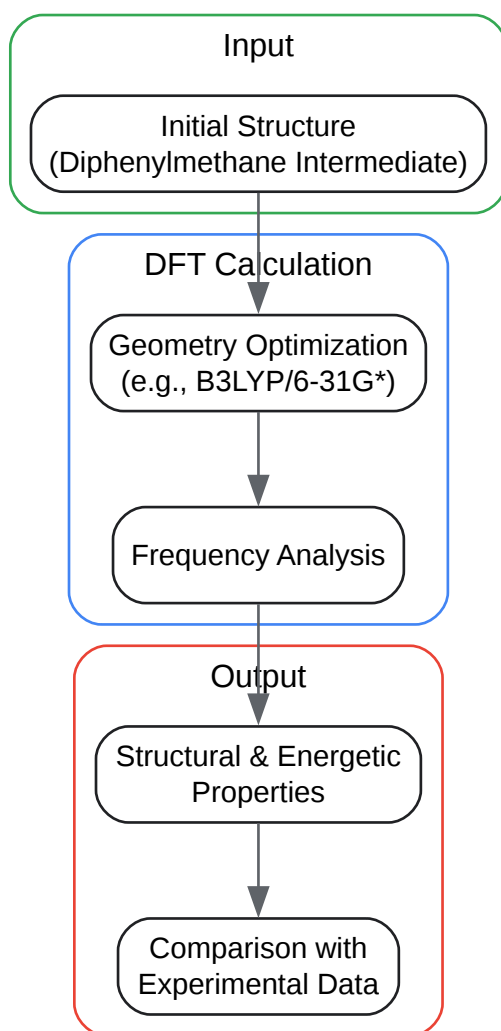 Input
Initial Structure
(Diphenylmethane Intermediate)
DFT Calculation
Geometry Optimization
(e.g., B3LYP/6-31G*)
Frequency Analysis
Output
Structural & Energetic
Properties
Comparison with
Experimental Data